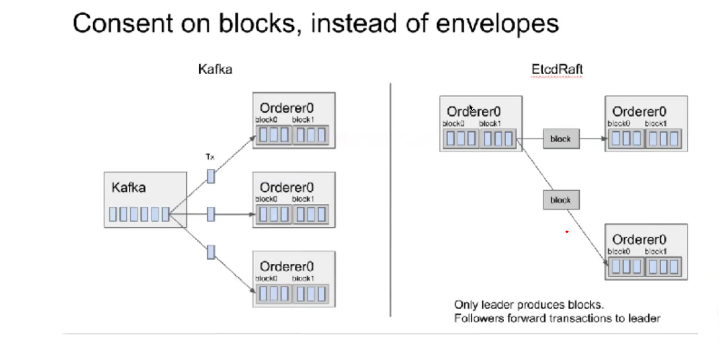 Consent on blocks, instead of envelopes
Kafka
Orderer0
block0 block1
Tx
Kafka
Orderer0
block0 block1
Orderer0
block0 block1
EtcdRaft
Orderer0
block0 block1
block
Orderer0
block0 block1
block
Orderer0
block0 block1
Only leader produces blocks.
Followers forward transactions to leader